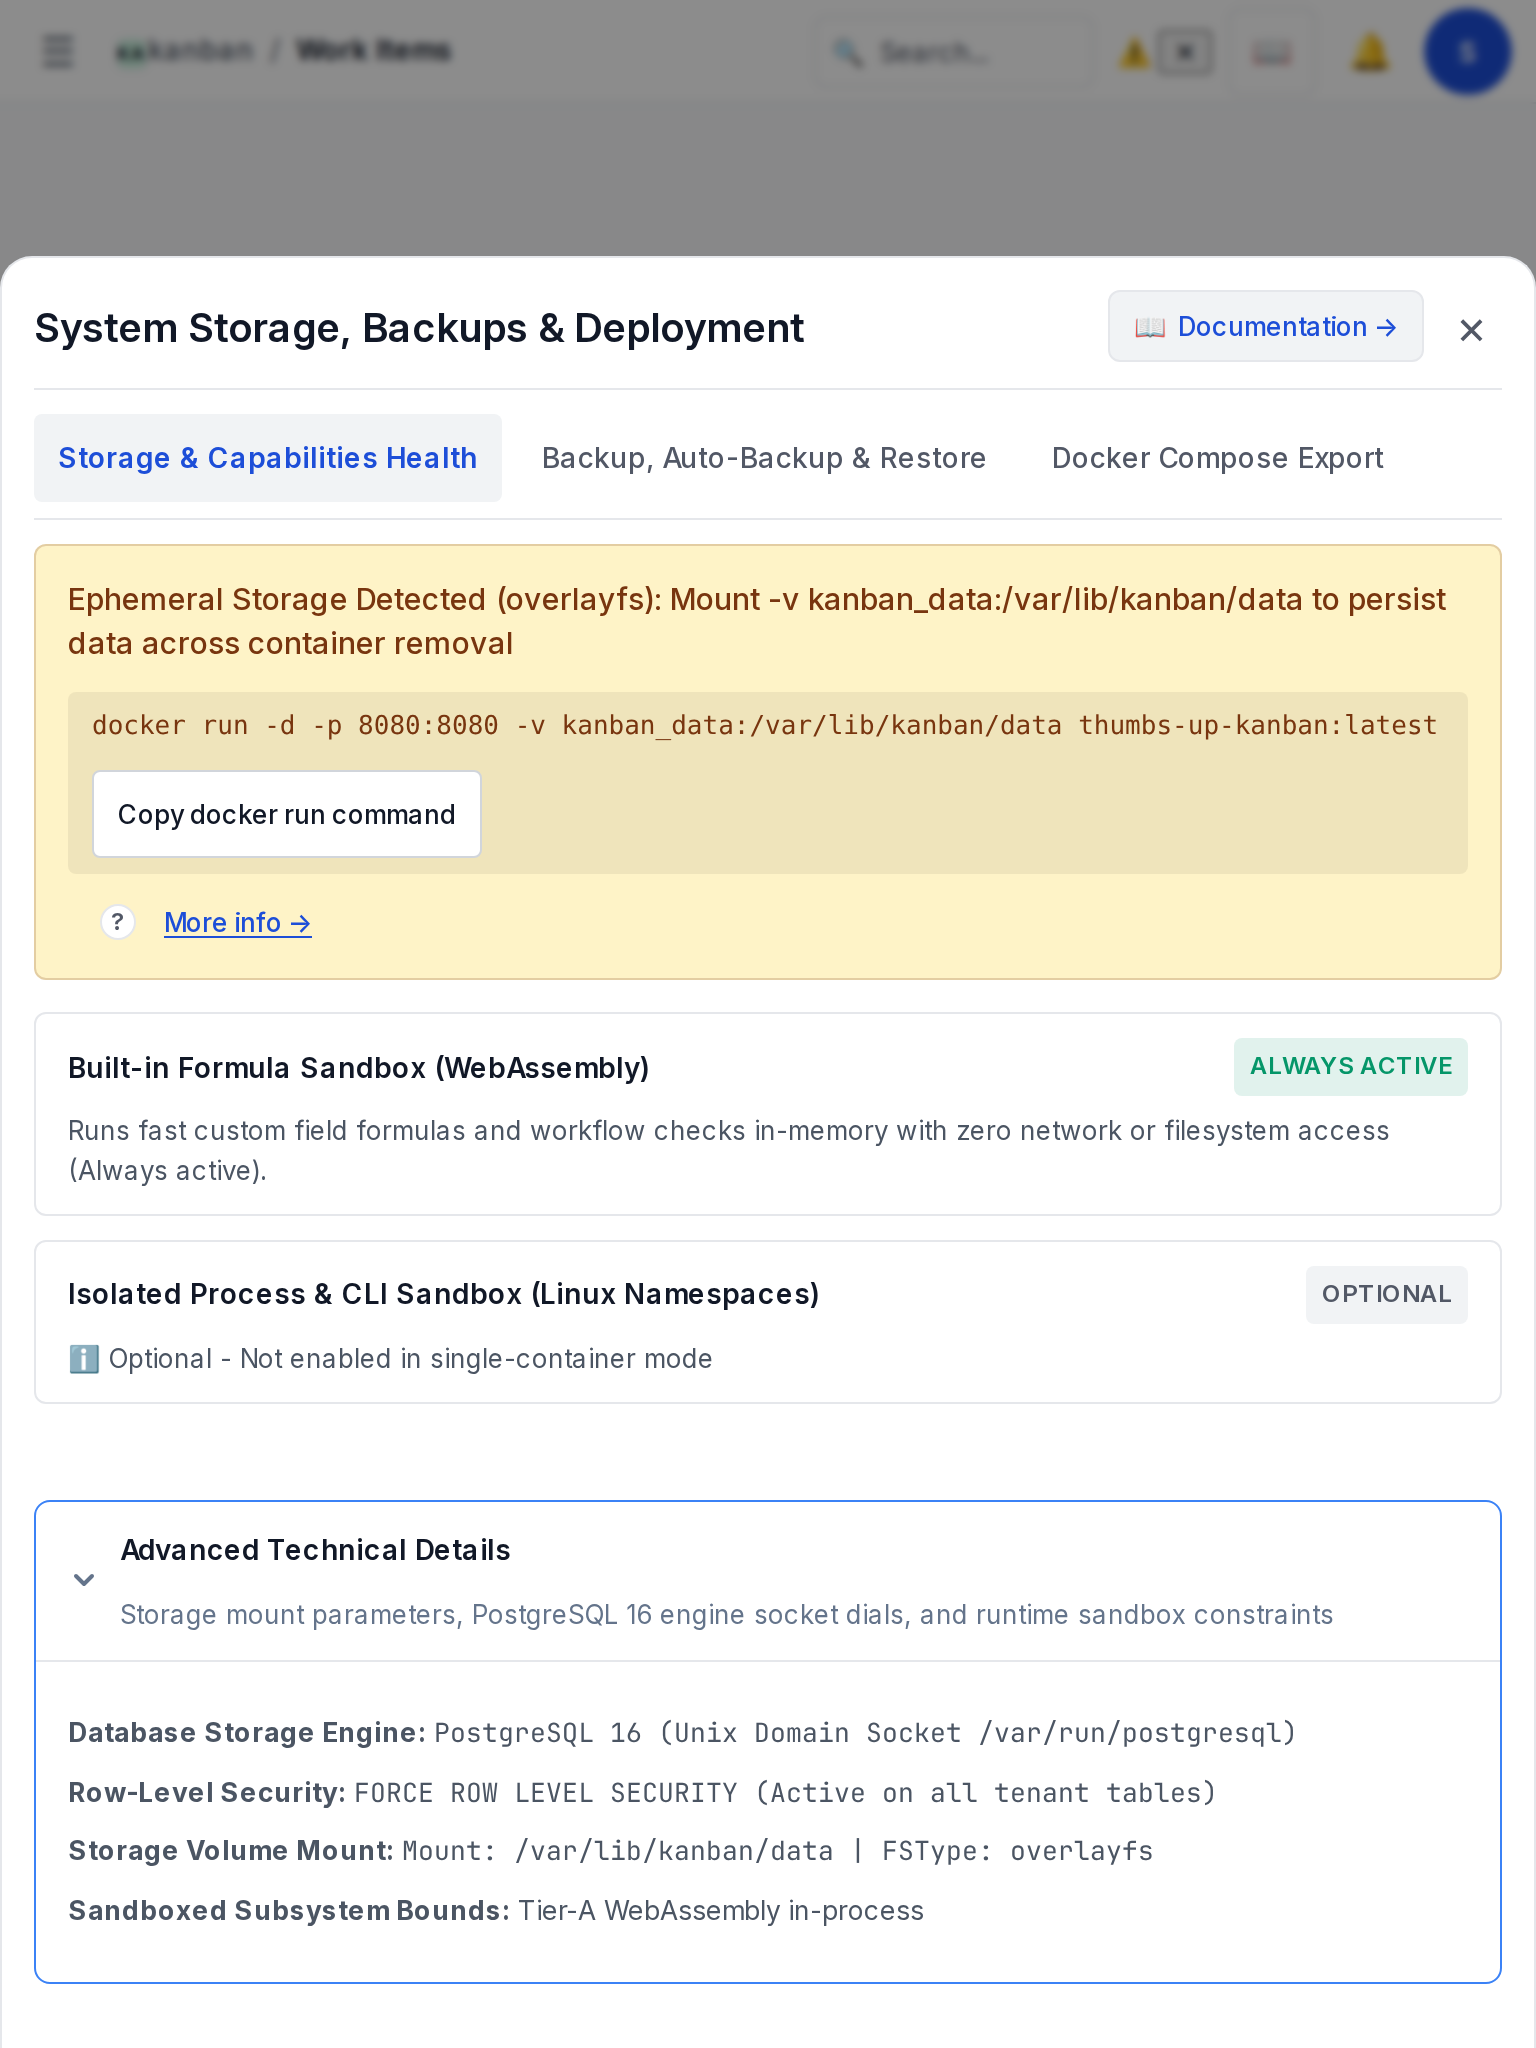 kanban / Work Items
Search...
S
System Storage, Backups & Deployment
Documentation →
Storage & Capabilities Health
Backup, Auto-Backup & Restore
Docker Compose Export
Ephemeral Storage Detected (overlayfs): Mount -v kanban_data:/var/lib/kanban/data to persist
data across container removal
docker run -d -p 8080:8080 -v kanban_data:/var/lib/kanban/data thumbs-up-kanban:latest
Copy docker run command
?
More info →
Built-in Formula Sandbox (WebAssembly)
ALWAYS ACTIVE
Runs fast custom field formulas and workflow checks in-memory with zero network or filesystem access
(Always active).
Isolated Process & CLI Sandbox (Linux Namespaces)
OPTIONAL
ℹ️ Optional - Not enabled in single-container mode
Advanced Technical Details
Storage mount parameters, PostgreSQL 16 engine socket dials, and runtime sandbox constraints
Database Storage Engine: PostgreSQL 16 (Unix Domain Socket /var/run/postgresql)
Row-Level Security: FORCE ROW LEVEL SECURITY (Active on all tenant tables)
Storage Volume Mount: Mount: /var/lib/kanban/data | FSType: overlayfs
Sandboxed Subsystem Bounds: Tier-A WebAssembly in-process